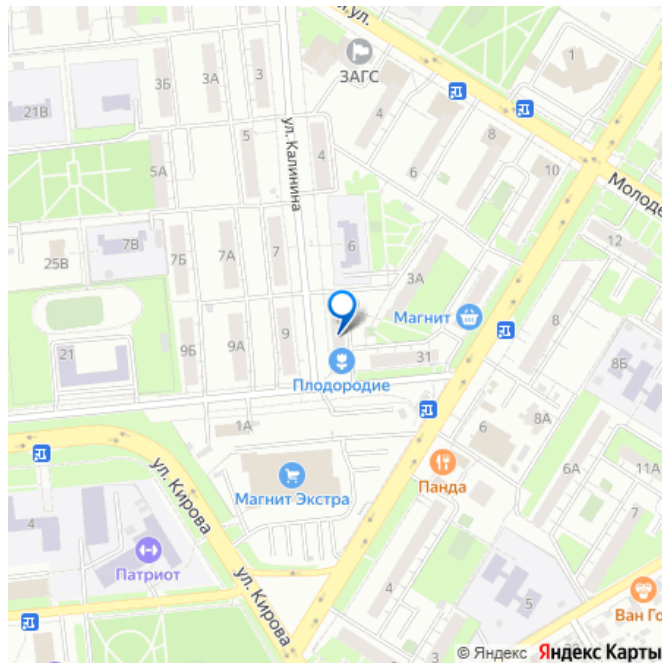 я ул.
1
ЗАГС
3Б
3А
3
21В
4
8
ул. Калинина
5
4
6
10
5А
Молоде
12
6
25В
7В
7Б
7А
7
3А
Магнит
8
9
21
9Б
9А
31
8Б
Плодородие
8А
1А
6
6А
11А
ул. Кирова
Магнит Экстра
Панда
7
4
Патриот
4
ул. Кирова
5
Ван Го
© Яндекс Яндекс Карты